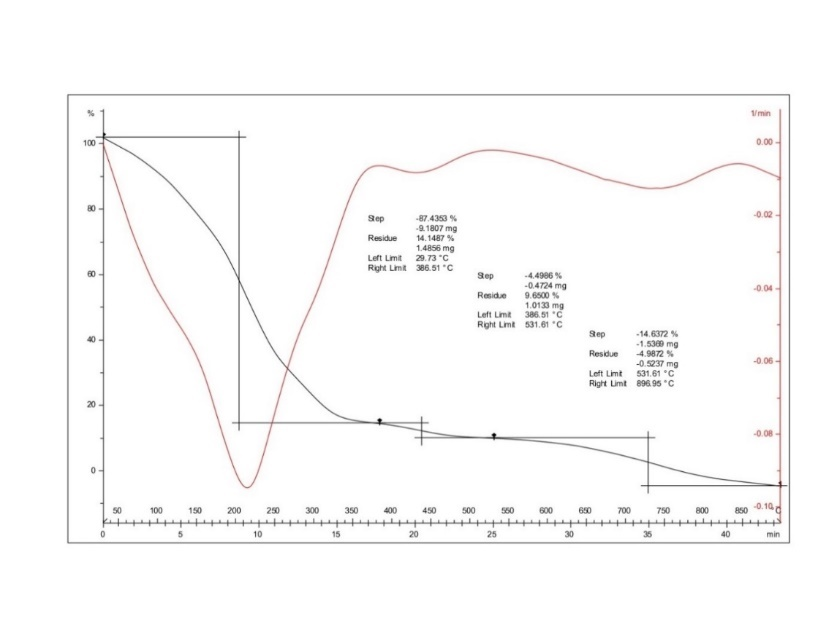 % 1/min
100 0.00
80 -0.02
60 -0.04
40 -0.06
20 -0.08
0 -0.10
Step -87.4353 %
-9.1807 mg
Residue 14.1487 %
1.4856 mg
Left Limit 29.73 °C
Right Limit 386.51 °C
Step -4.4986 %
-0.4724 mg
Residue 9.6500 %
1.0133 mg
Left Limit 386.51 °C
Right Limit 531.61 °C
Step -14.6372 %
-1.5369 mg
Residue -4.9872 %
-0.5237 mg
Left Limit 531.61 °C
Right Limit 896.95 °C
50 100 150 200 250 300 350 400 450 500 550 600 650 700 750 800 850
0 5 10 15 20 25 30 35 40 min